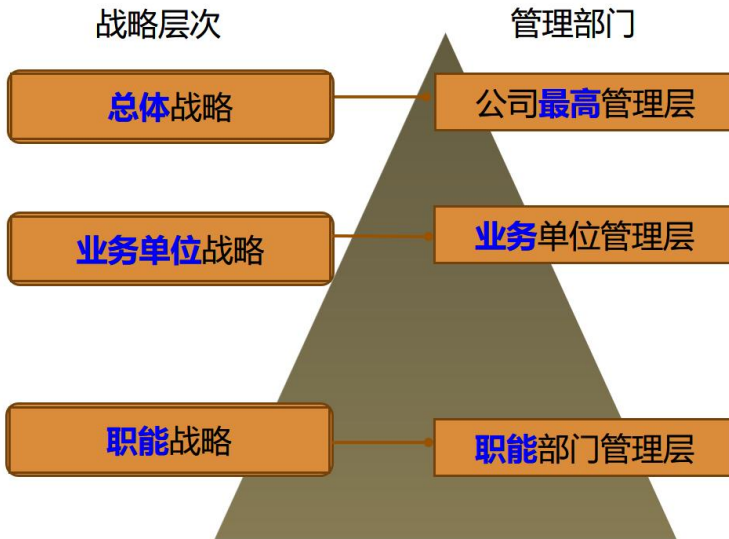 战略层次
管理部门
总体战略
公司最高管理层
业务单位战略
业务单位管理层
职能战略
职能部门管理层